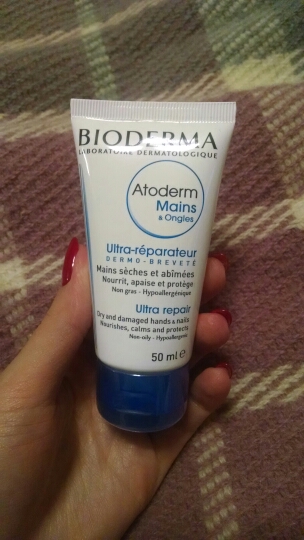 BIODERMA
LABORATOIRE DERMATOLOGIQUE
Atoderm
Mains
& Ongles
Ultra-réparateur
DERMO-BREVETÉ
Mains sèches et abîmées
Nourrit, apaise et protège
Non gras - Hypoallergénique
Ultra repair
Dry and damaged hands & nails
Nourishes, calms and protects
Non-oily - Hypoallergenic
50 ml e